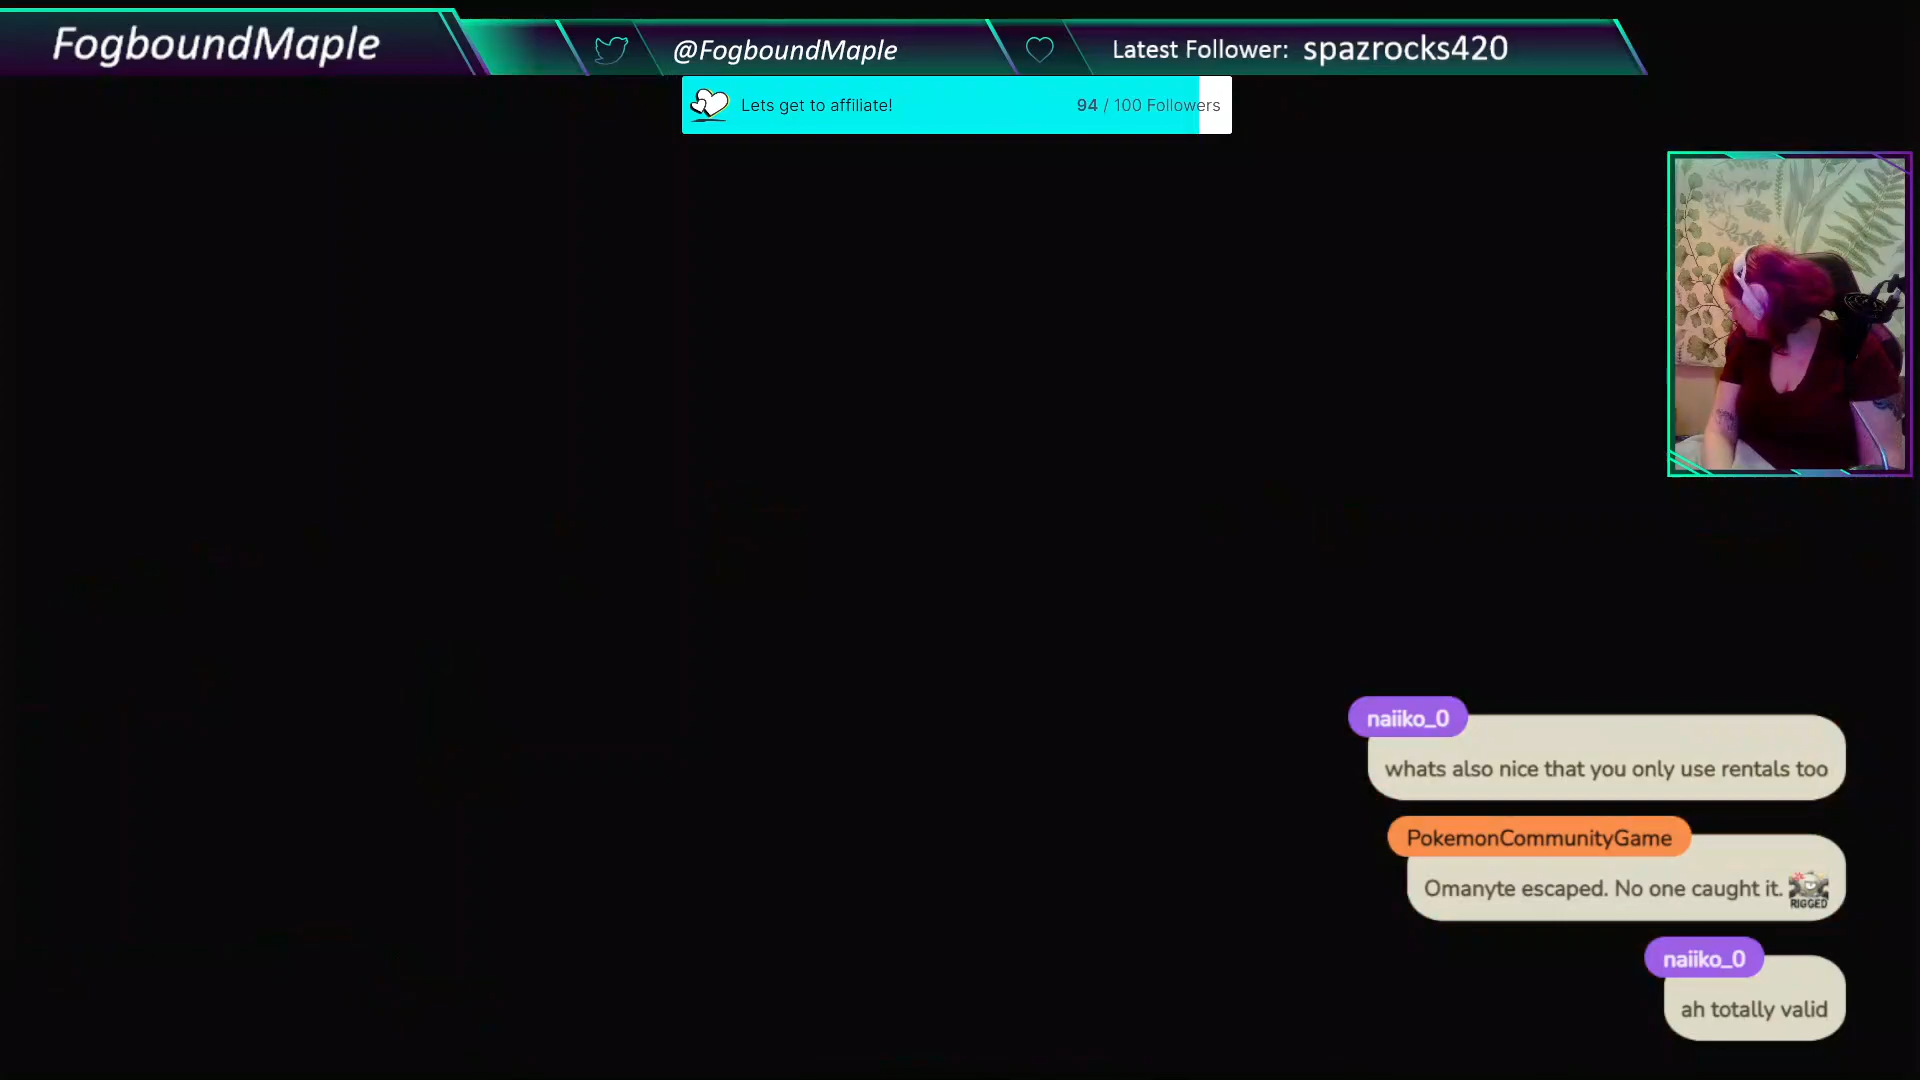 FogboundMaple
@FogboundMaple
Latest Follower: spazrocks420
Lets get to affiliate!
94 / 100 Followers
naiiko_0
whats also nice that you only use rentals too
PokemonCommunityGame
Omanyte escaped. No one caught it.
RIGGED
naiiko_0
ah totally valid